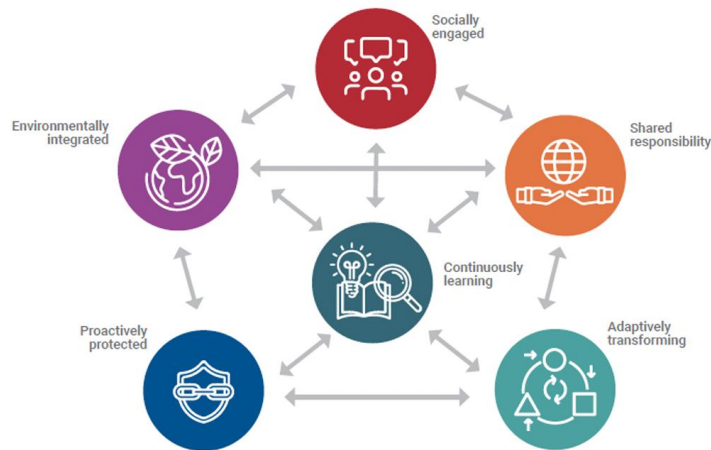 Socially
engaged
Environmentally
integrated
Shared
responsibility
Continuously
learning
Proactively
protected
Adaptively
transforming